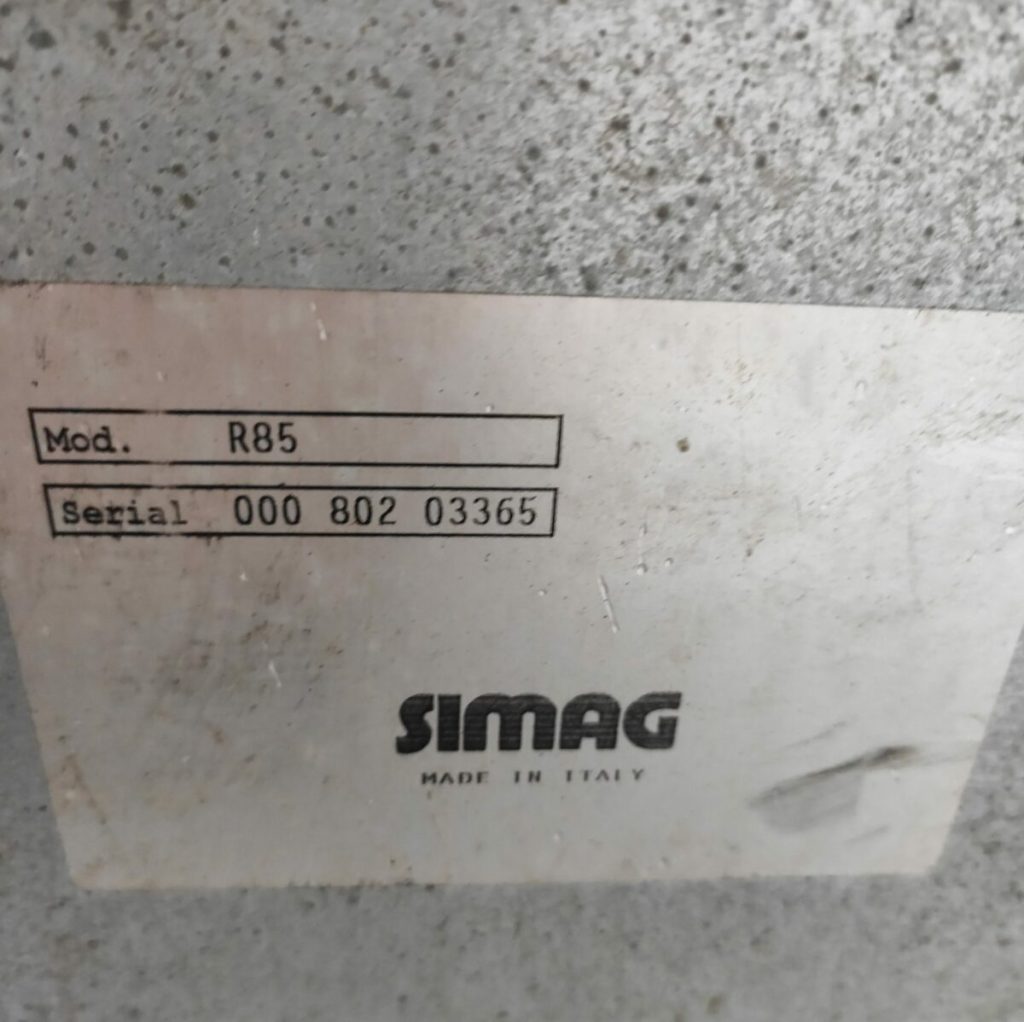 Mod. R85
Serial 000 802 03365
SIMAG
MADE IN ITALY